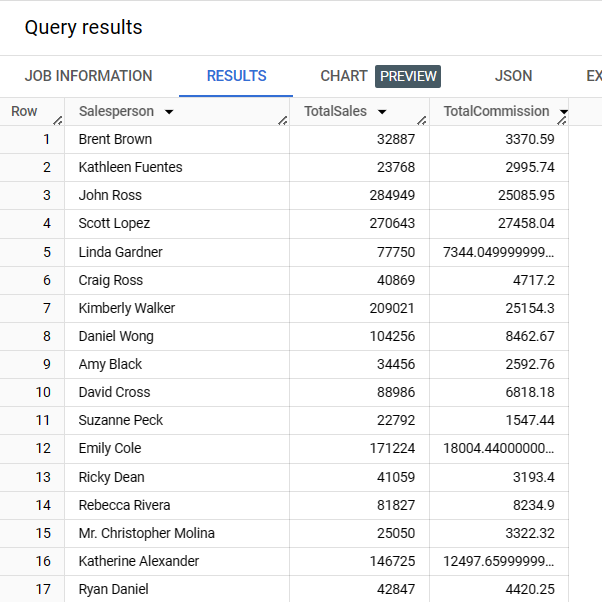 Query results
JOB INFORMATION RESULTS CHART PREVIEW JSON EX
Row Salesperson TotalSales TotalCommission
1 Brent Brown 32887 3370.59
2 Kathleen Fuentes 23768 2995.74
3 John Ross 284949 25085.95
4 Scott Lopez 270643 27458.04
5 Linda Gardner 77750 7344.049999999...
6 Craig Ross 40869 4717.2
7 Kimberly Walker 209021 25154.3
8 Daniel Wong 104256 8462.67
9 Amy Black 34456 2592.76
10 David Cross 88986 6818.18
11 Suzanne Peck 22792 1547.44
12 Emily Cole 171224 18004.44000000...
13 Ricky Dean 41059 3193.4
14 Rebecca Rivera 81827 8234.9
15 Mr. Christopher Molina 25050 3322.32
16 Katherine Alexander 146725 12497.65999999...
17 Ryan Daniel 42847 4420.25